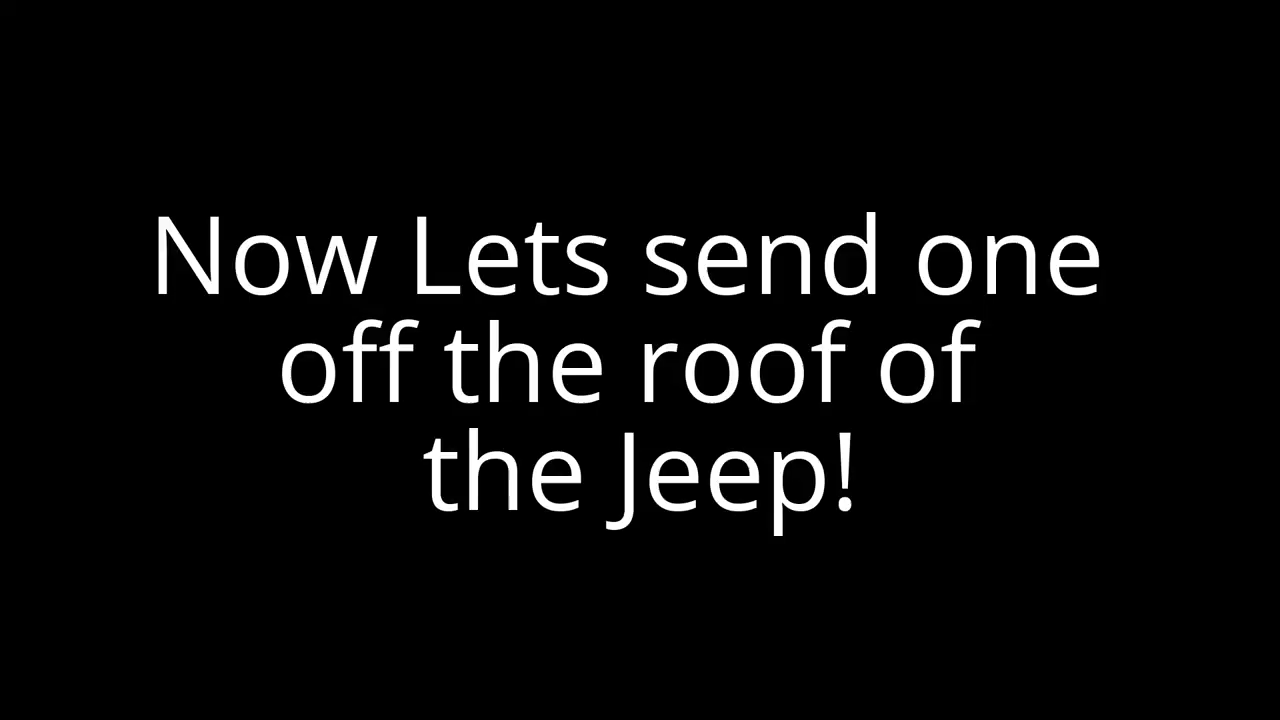 Now Lets send one
off the roof of
the Jeep!